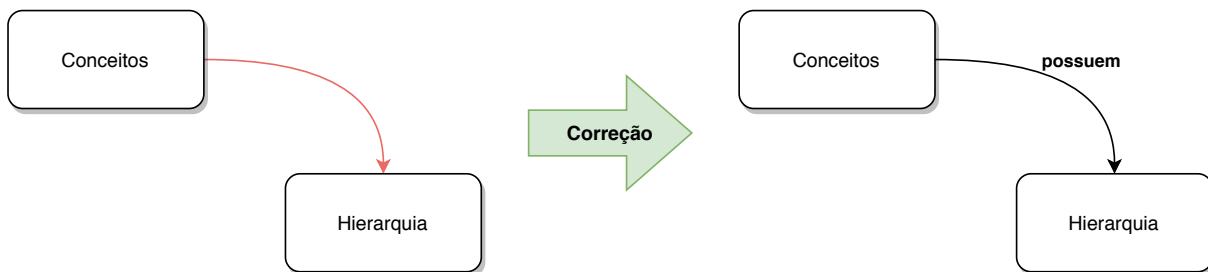 Conceitos
Hierarquia
Correção
Conceitos
possuem
Hierarquia